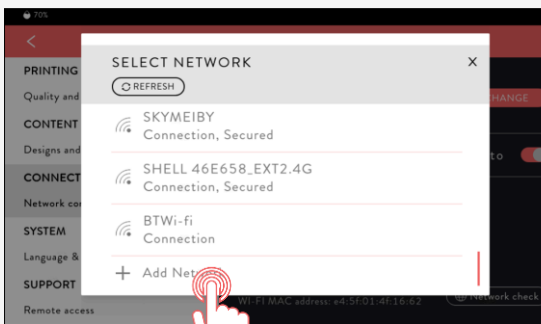 70%
<
PRINTING
Quality and
CONTENT
Designs and
CONNECT
Network con
SYSTEM
Language &
SUPPORT
Remote access
SELECT NETWORK
X
REFRESH
SKYMEIBY
Connection, Secured
SHELL 46E658_EXT2.4G
Connection, Secured
BTWi-fi
Connection
+ Add Net
CHANGE
to
WI-FI MAC address: e4:5f:01:4f:16:62
Network check